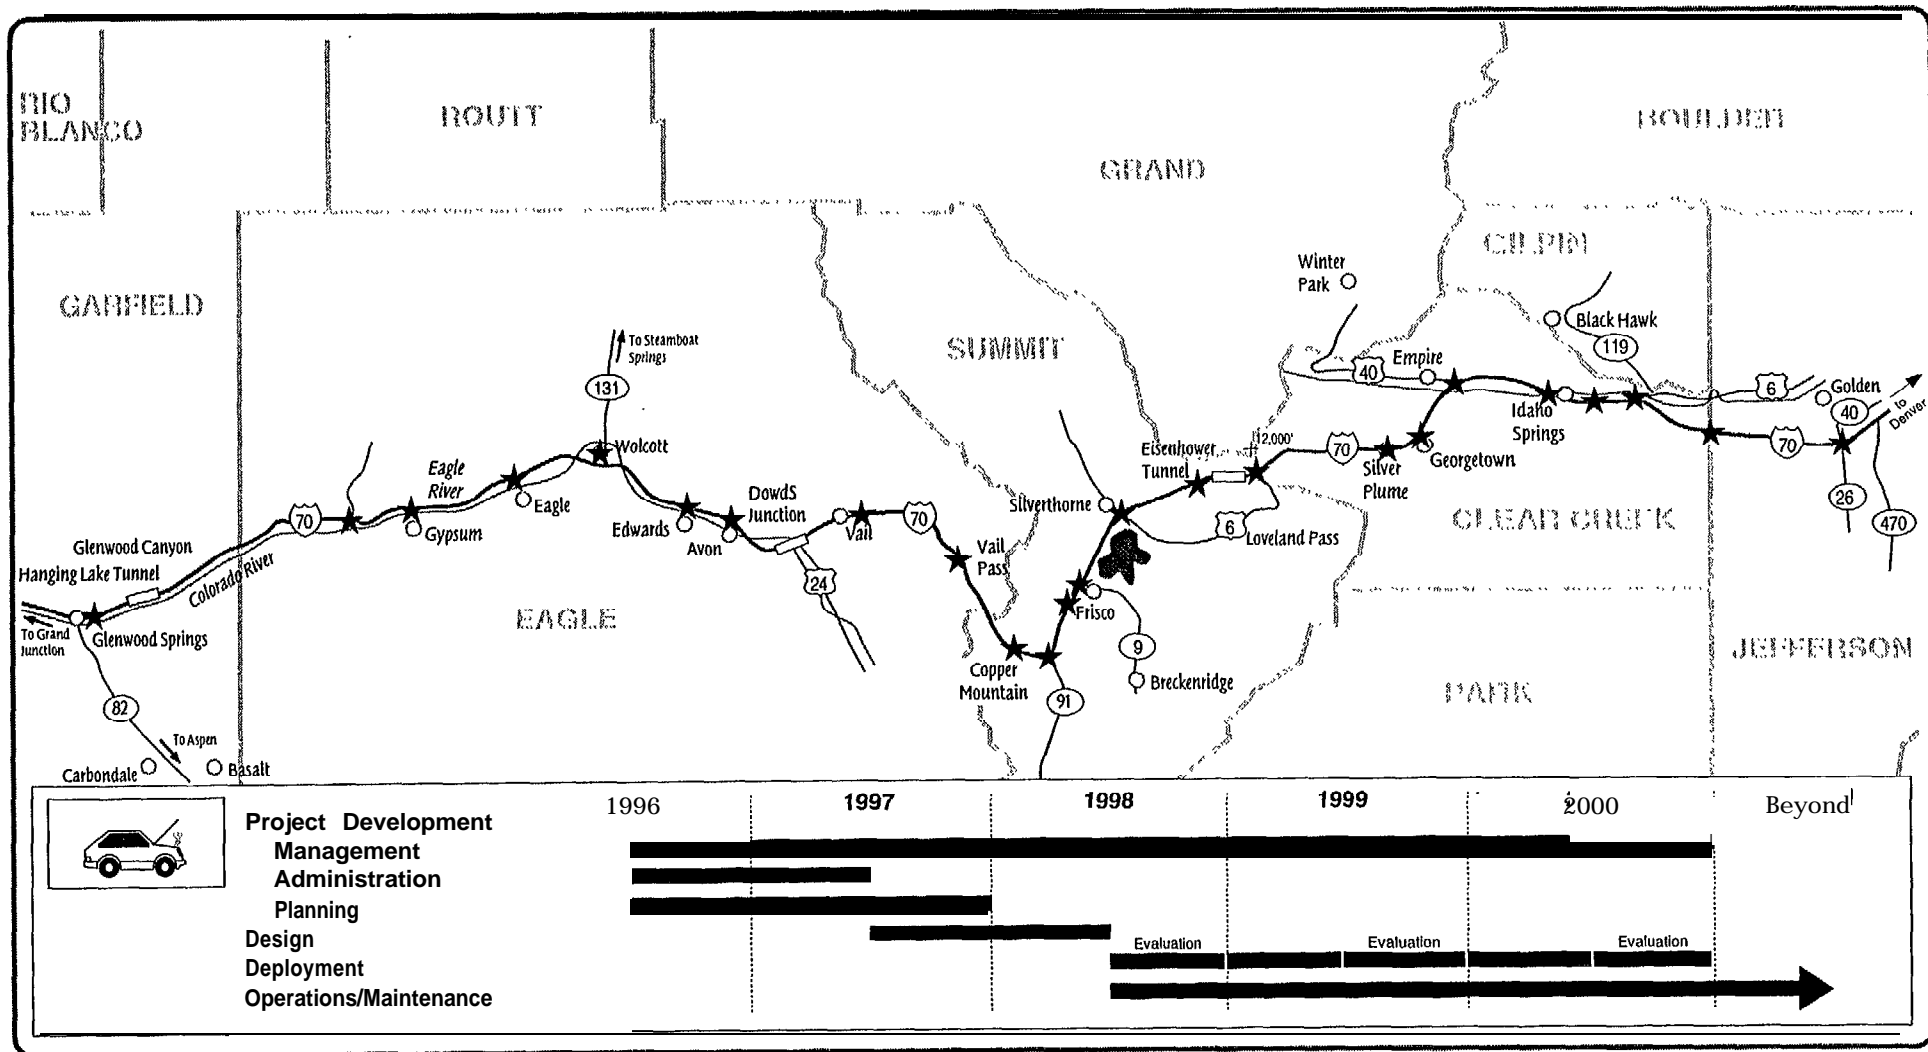 RIO
BLANCO
ROUTT
GRAND
BOULDER
GARFIELD
SUMMIT
GILPIN
EAGLE
CLEAR CREEK
PARK
JEFFERSON
Winter
Park
Black Hawk
119
Empire
40
6
Golden
40
to
Denver
To Steamboat
Springs
131
Wolcott
Eagle
River
Eagle
Gypsum
70
Glenwood Canyon
Hanging Lake Tunnel
Colorado River
To Grand
Junction
Glenwood Springs
82
To Aspen
Carbondale
Basalt
Edwards
Avon
Dowds
Junction
24
Vail
70
Vail
Pass
Copper
Mountain
91
Frisco
9
Breckenridge
Silverthorne
Eisenhower
Tunnel
12,000'
6
Loveland Pass
70
Silver
Plume
Georgetown
Idaho
Springs
70
26
470
1996
1997
1998
1999
2000
Beyond
Project Development
Management
Administration
Planning
Design
Deployment
Operations/Maintenance
Evaluation
Evaluation
Evaluation